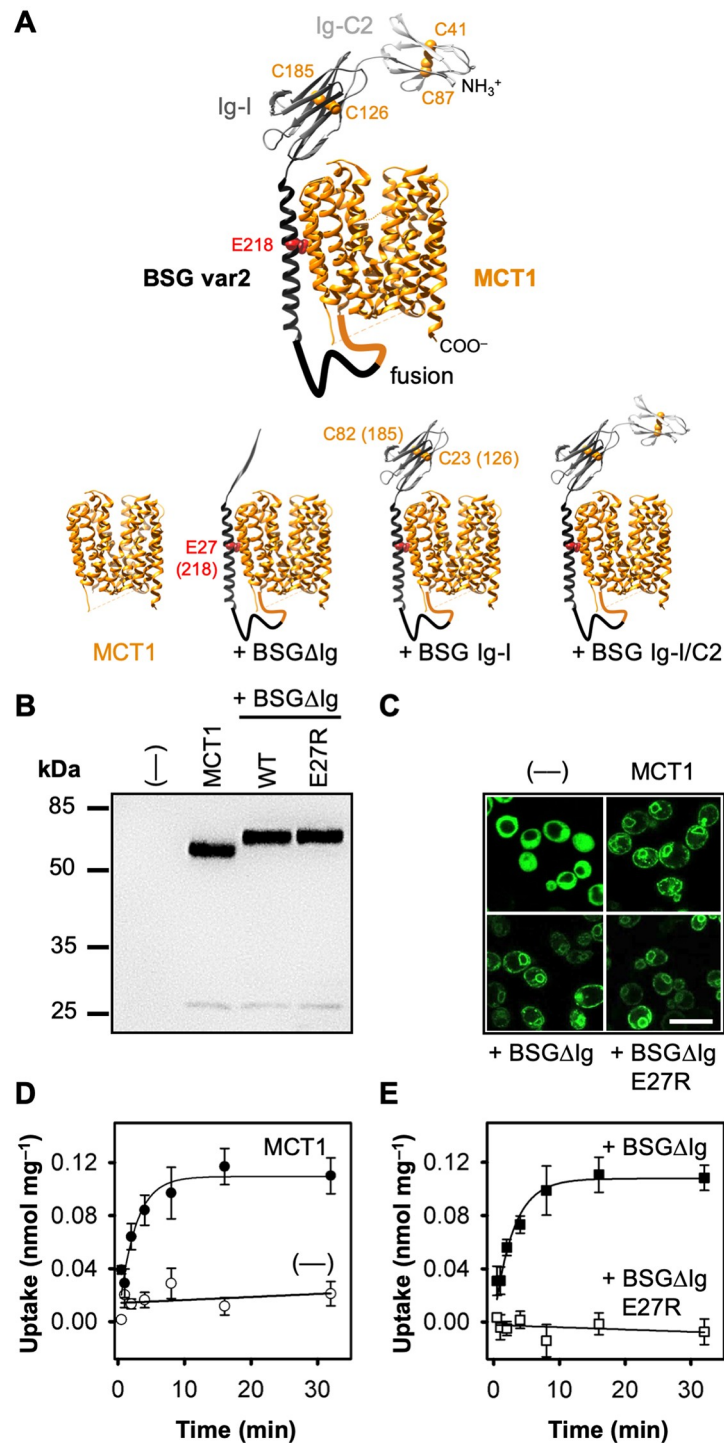 A
Ig-C2
C41
C185
NH₃⁺
Ig-I
C126
C87
E218
BSG var2
MCT1
COO⁻
fusion
C82 (185)
C23 (126)
E27
(218)
MCT1
+ BSGΔIg
+ BSG Ig-I
+ BSG Ig-I/C2
B
+ BSGΔIg
kDa
(—)
MCT1
WT
E27R
85
50
35
25
C
(—)
MCT1
+ BSGΔIg
+ BSGΔIg
E27R
D
MCT1
(—)
Uptake (nmol mg⁻¹)
0.12
0.08
0.04
0.00
0
10
20
30
Time (min)
E
+ BSGΔIg
+ BSGΔIg
E27R
Uptake (nmol mg⁻¹)
0.12
0.08
0.04
0.00
0
10
20
30
Time (min)